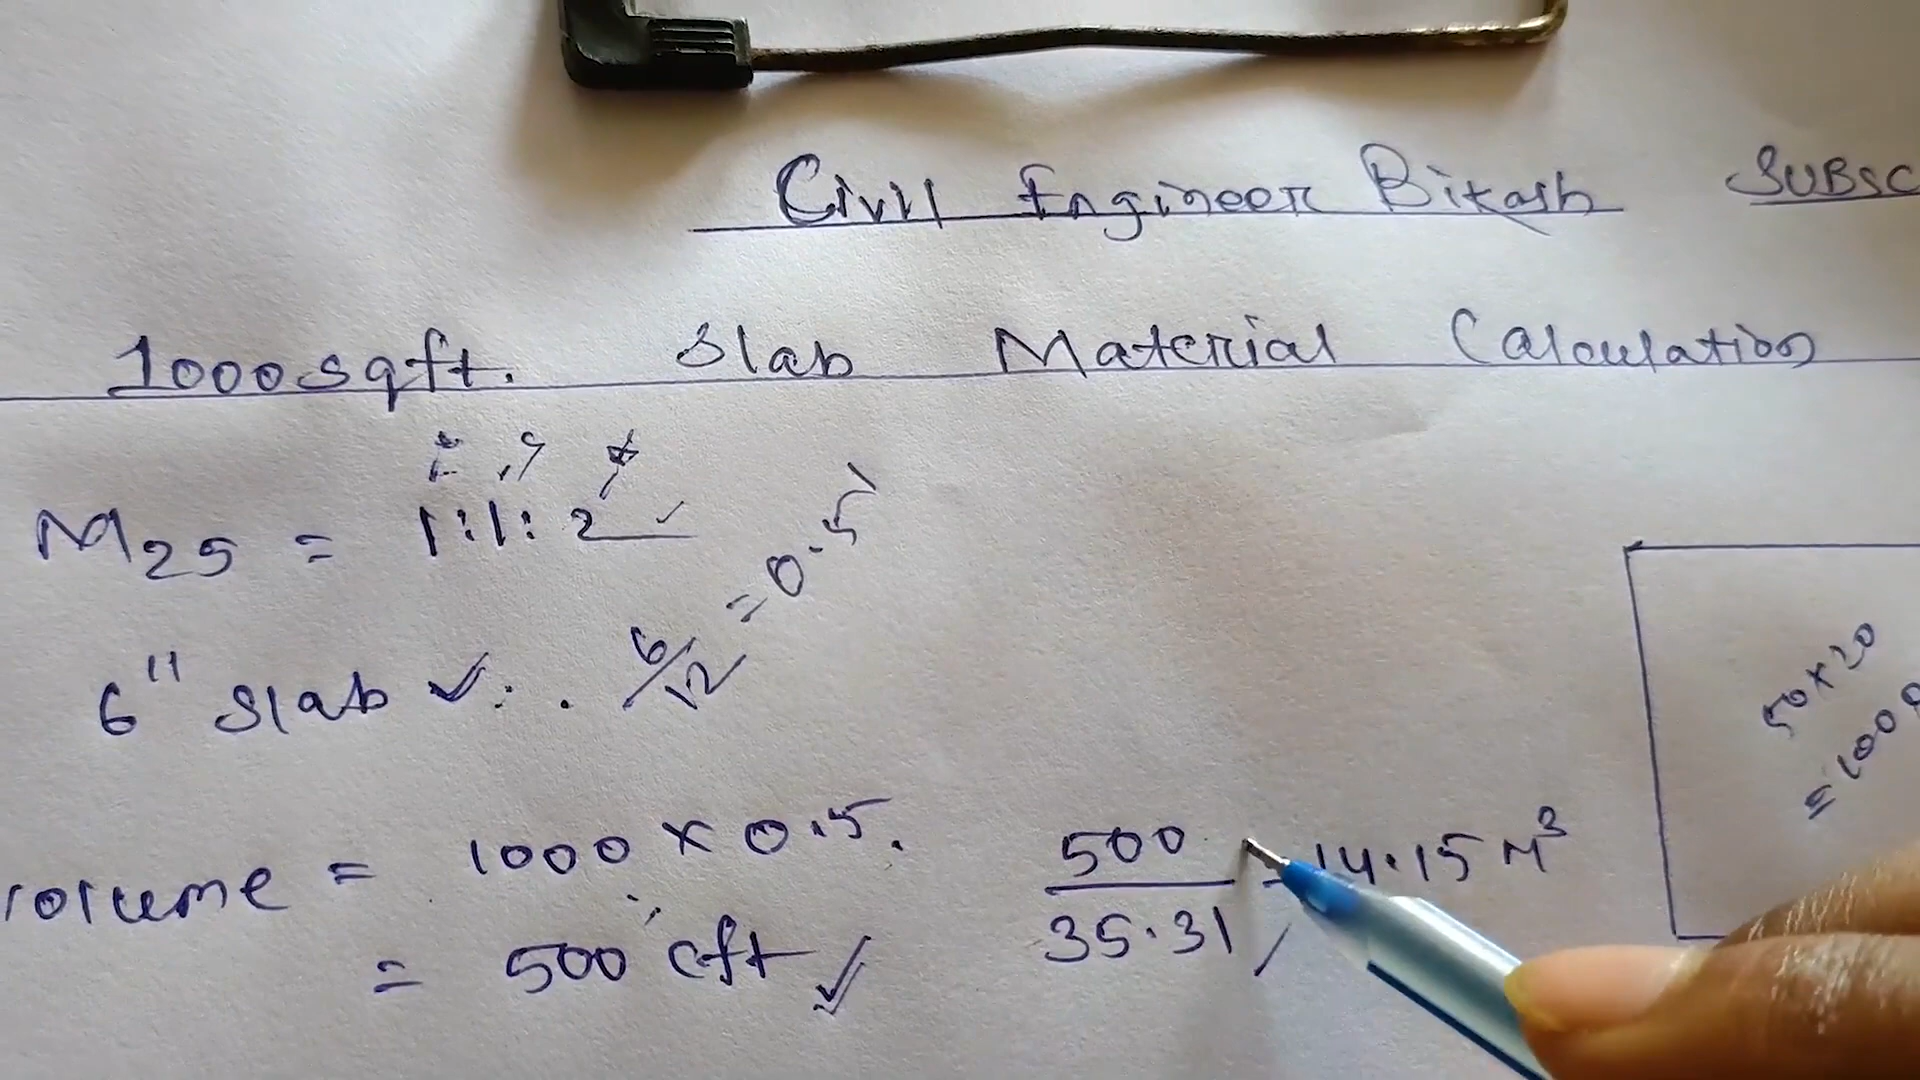 Civil Engineer Bikash SUBSC
1000 sqft. Slab Material Calculation
M25 = 1:1:2
6" Slab 6/12 = 0.5
50 x 20
= 100
Volume = 1000 x 0.5.
= 500 cft
500/35.31 = 14.15 M³